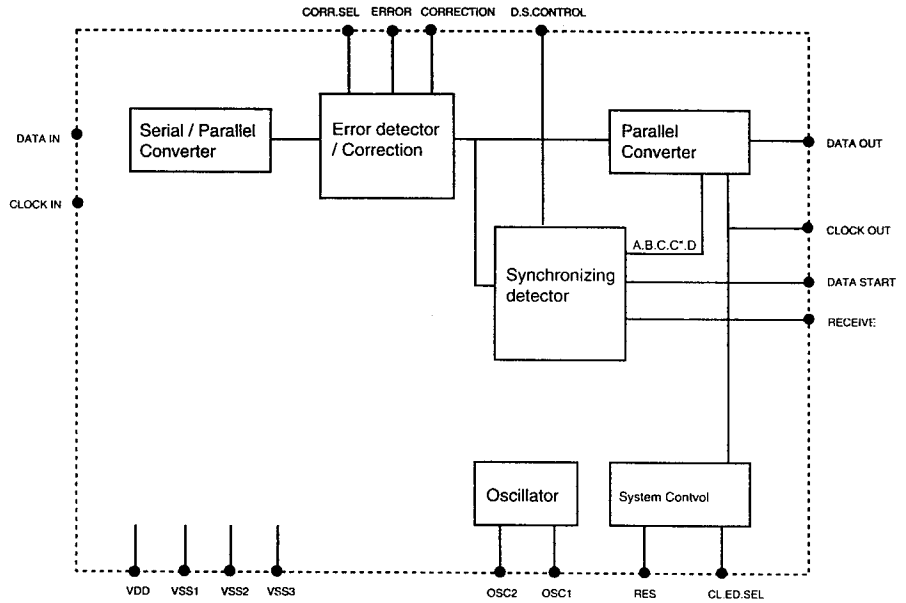 CORR.SEL ERROR CORRECTION D.S.CONTROL
Serial / Parallel
Converter
Error detector
/ Correction
Parallel
Converter
DATA IN
DATA OUT
CLOCK IN
CLOCK OUT
A.B.C.C".D
Synchronizing
detector
DATA START
RECEIVE
Oscillator
System Contvol
VDD VSS1 VSS2 VSS3 OSC2 OSC1 RES CL.ED.SEL